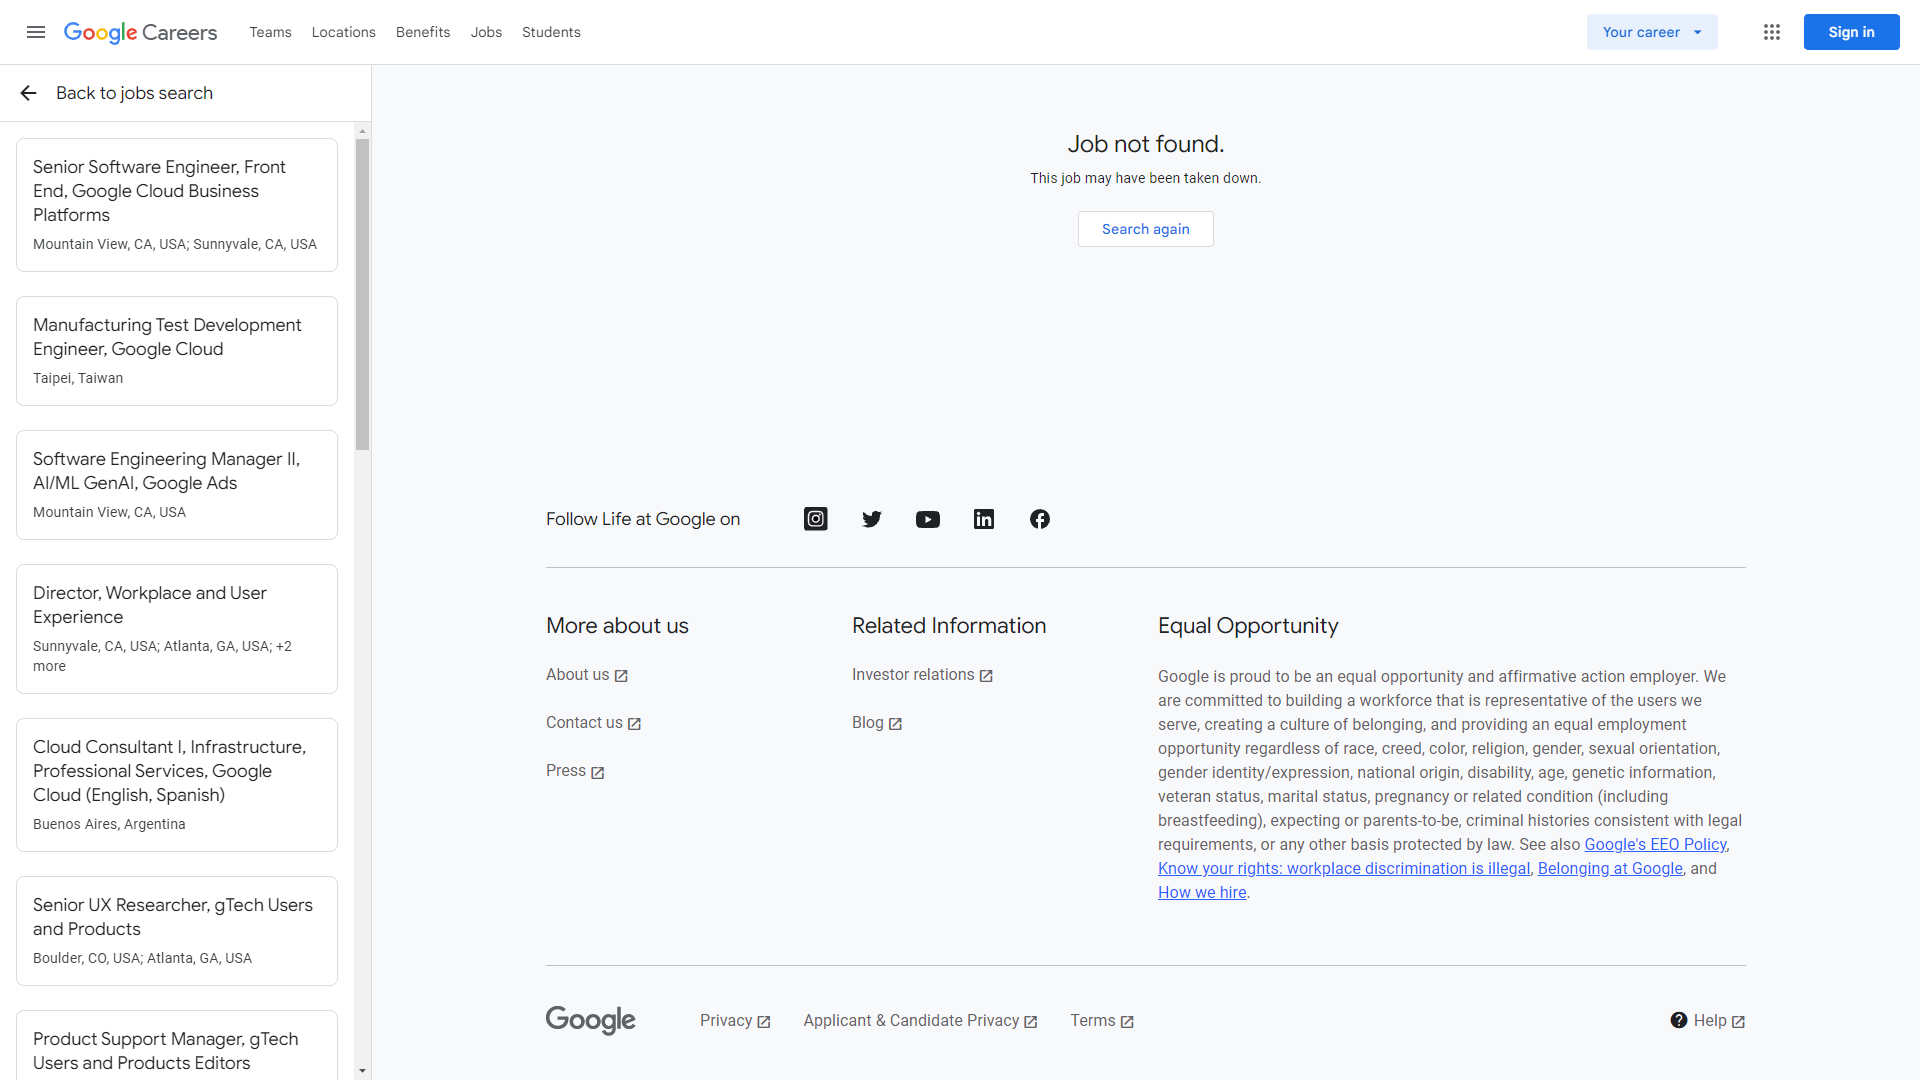 Google Careers
Teams
Locations
Benefits
Jobs
Students
Your career
Sign in
Back to jobs search
Senior Software Engineer, Front
End, Google Cloud Business
Platforms
Mountain View, CA, USA; Sunnyvale, CA, USA
Manufacturing Test Development
Engineer, Google Cloud
Taipei, Taiwan
Software Engineering Manager II,
AI/ML GenAI, Google Ads
Mountain View, CA, USA
Director, Workplace and User
Experience
Sunnyvale, CA, USA; Atlanta, GA, USA; +2
more
Cloud Consultant I, Infrastructure,
Professional Services, Google
Cloud (English, Spanish)
Buenos Aires, Argentina
Senior UX Researcher, gTech Users
and Products
Boulder, CO, USA; Atlanta, GA, USA
Product Support Manager, gTech
Users and Products Editors
Job not found.
This job may have been taken down.
Search again
Follow Life at Google on
More about us
About us
Contact us
Press
Related Information
Investor relations
Blog
Equal Opportunity
Google is proud to be an equal opportunity and affirmative action employer. We
are committed to building a workforce that is representative of the users we
serve, creating a culture of belonging, and providing an equal employment
opportunity regardless of race, creed, color, religion, gender, sexual orientation,
gender identity/expression, national origin, disability, age, genetic information,
veteran status, marital status, pregnancy or related condition (including
breastfeeding), expecting or parents-to-be, criminal histories consistent with legal
requirements, or any other basis protected by law. See also Google's EEO Policy,
Know your rights: workplace discrimination is illegal, Belonging at Google, and
How we hire.
Google
Privacy
Applicant & Candidate Privacy
Terms
Help